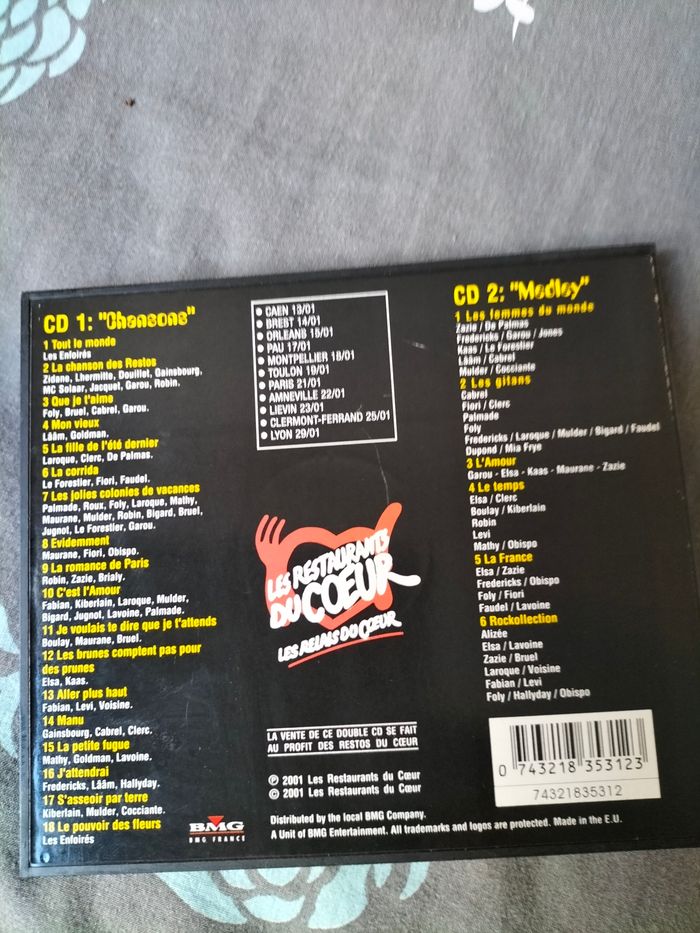 CD 1: "Chansons"
1 Tout le monde
Les Enfoirés
2 La chanson des Restos
Zidane, Lhermitte, Douillet, Gainsbourg,
MC Solaar, Jacquel, Garou, Robin.
3 Que je t'aime
Foly, Bruel, Cabrel, Garou.
4 Mon vieux
Lââm, Goldman.
5 La fille de l'été dernier
Laroque, Clerc, De Palmas.
6 La corrida
Le Forestier, Fiori, Faudel.
7 Les jolies colonies de vacances
Palmade, Roux, Foly, Laroque, Mathy,
Maurane, Mulder, Robin, Bigard, Bruel,
Jugnot, Le Forestier, Garou.
8 Evidemment
Maurane, Fiori, Obispo.
9 La romance de Paris
Robin, Zazie, Brialy.
10 C'est l'Amour
Fabian, Kiberlain, Laroque, Mulder,
Bigard, Jugnot, Lavoine, Palmade.
11 Je voulais te dire que je t'attends
Boulay, Maurane, Bruel.
12 Les brunes comptent pas pour
des prunes
Elsa, Kaas.
13 Aller plus haut
Fabian, Levi, Voisine.
14 Manu
Gainsbourg, Cabrel, Clerc.
15 La petite fugue
Mathy, Goldman, Lavoine.
16 J'attendrai
Fredericks, Lââm, Hallyday.
17 S'asseoir par terre
Kiberlain, Mulder, Cocciante.
18 Le pouvoir des fleurs
Les Enfoirés
BMG
BMG FRANCE
CAEN 13/01
BREST 14/01
ORLEANS 15/01
PAU 17/01
MONTPELLIER 18/01
TOULON 19/01
PARIS 21/01
AMNEVILLE 22/01
LIEVIN 23/01
CLERMONT-FERRAND 25/01
LYON 29/01
LES RESTAURANTS
DU CŒUR
LES RELAIS DU CŒUR
LA VENTE DE CE DOUBLE CD SE FAIT
AU PROFIT DES RESTOS DU CŒUR
℗ 2001 Les Restaurants du Cœur
© 2001 Les Restaurants du Cœur
Distributed by the local BMG Company.
A Unit of BMG Entertainment. All trademarks and logos are protected. Made in the E.U.
CD 2: "Medley"
1 Les femmes du monde
Zazie / De Palmas
Fredericks / Garou / Jones
Kaas / Le Forestier
Lââm / Cabrel
Mulder / Cocciante
2 Les gitans
Cabrel
Fiori / Clerc
Palmade
Foly
Fredericks / Laroque / Mulder / Bigard / Faudel
Dupond / Mia Frye
3 L'Amour
Garou - Elsa - Kaas - Maurane - Zazie
4 Le temps
Elsa / Clerc
Boulay / Kiberlain
Robin
Levi
Mathy / Obispo
5 La France
Elsa / Zazie
Fredericks / Obispo
Foly / Fiori
Faudel / Lavoine
6 Rockollection
Alizée
Elsa / Lavoine
Zazie / Bruel
Laroque / Voisine
Fabian / Levi
Foly / Hallyday / Obispo
0 743218 353123
74321835312